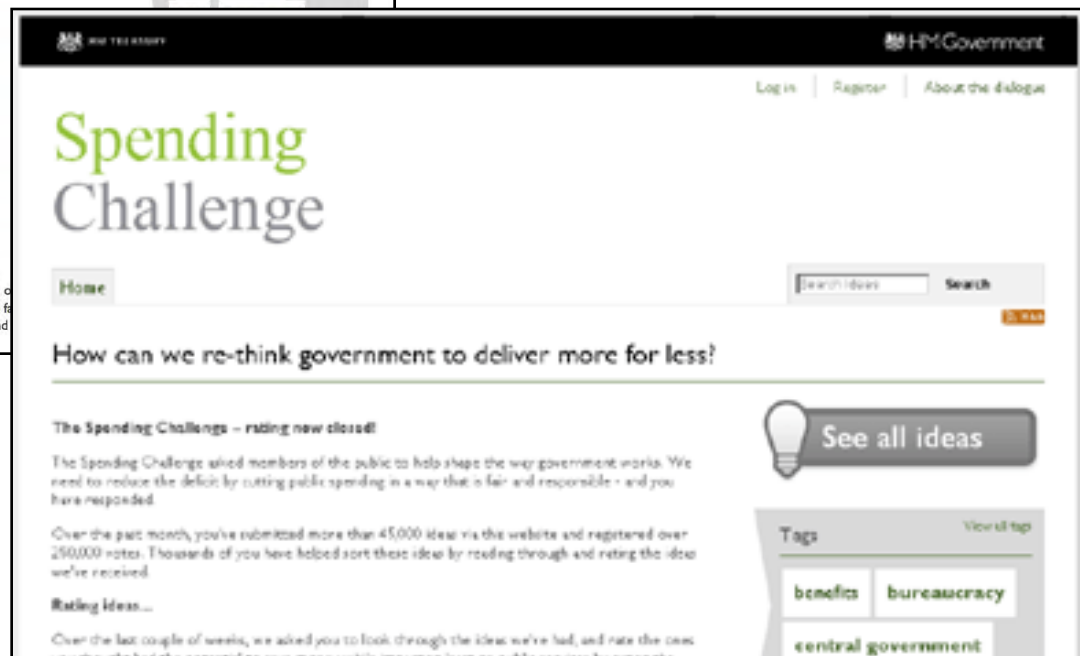 HM TREASURY
HM Government
Log in
Register
About the dialogue
Spending
Challenge
Home
Search ideas
Search
How can we re-think government to deliver more for less?
The Spending Challenge – rating now closed!
See all ideas
The Spending Challenge asked members of the public to help shape the way government works. We
need to reduce the deficit by cutting public spending in a way that is fair and responsible - and you
have responded.
Over the past month, you've submitted more than 45,000 ideas via this website and registered over
250,000 votes. Thousands of you have helped sort these ideas by reading through and rating the ideas
we've received.
Rating ideas...
Over the last couple of weeks, we asked you to look through the ideas we've had, and rate the ones
Tags
View all tags
benefits
bureaucracy
central government